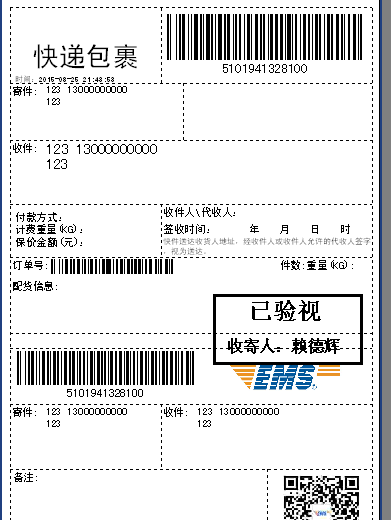 快递包裹
5101941328100
时间：2015-08-25 21:48:58
寄件： 123 13000000000
123
收件： 123 13000000000
123
付款方式：
计费重量(KG)：
保价金额(元)：
收件人\代收人：
签收时间： 年 月 日 时
快件送达收货人地址，经收件人或收件人允许的代收人签字
，视为送达．
订单号：
件数：重量(KG)：
配货信息：
已验视
收寄人：赖德辉
5101941328100
EMS
寄件： 123 13000000000
123
收件： 123 13000000000
123
备注：
EMS